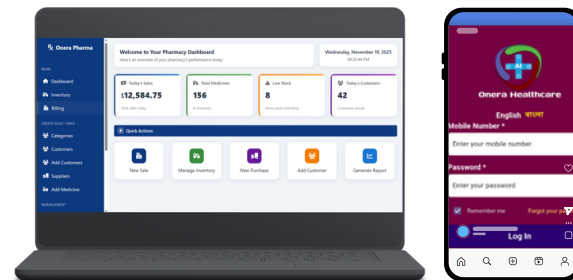 Onera Pharma
MAIN
Dashboard
Inventory
Billing
CREATE BASIC TABLE
Categories
Customers
Add Customers
Suppliers
Add Medicine
MANAGEMENT
Welcome to Your Pharmacy Dashboard
Here's an overview of your pharmacy's performance today.
Wednesday, November 19, 2025
Today's Sales
৳12,584.75
Total sales today
Total Medicines
156
In inventory
Low Stock
8
Items need restocking
Today's Customers
42
Customers served
Quick Actions
New Sale
Manage Inventory
New Purchase
Add Customer
Generate Report
AI
Onera Healthcare
English বাংলা
Mobile Number *
Enter your mobile number
Password *
Enter your password
Remember me
Forgot your
Log In